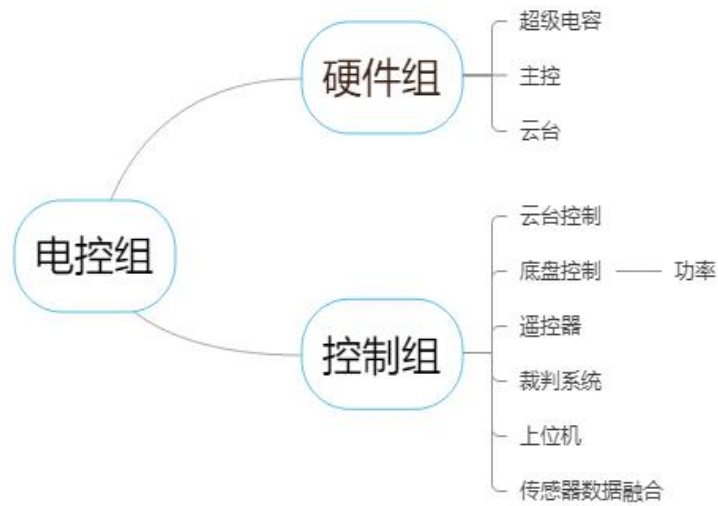 电控组
硬件组
超级电容
主控
云台
控制组
云台控制
底盘控制
功率
遥控器
裁判系统
上位机
传感器数据融合